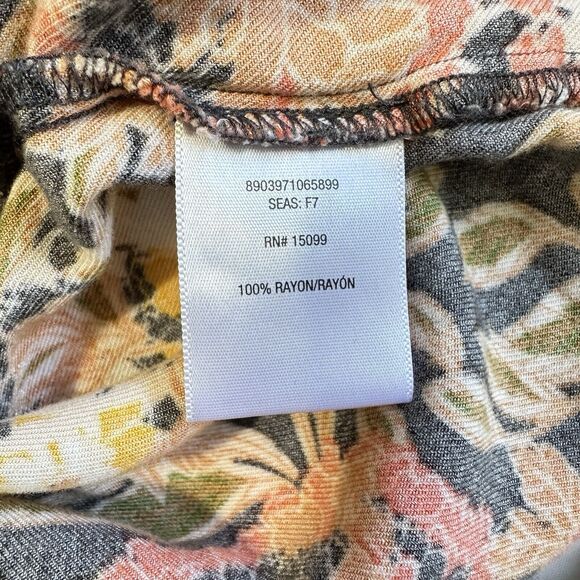 8903971065899
SEAS: F7
RN# 15099
100% RAYON/RAYÓN